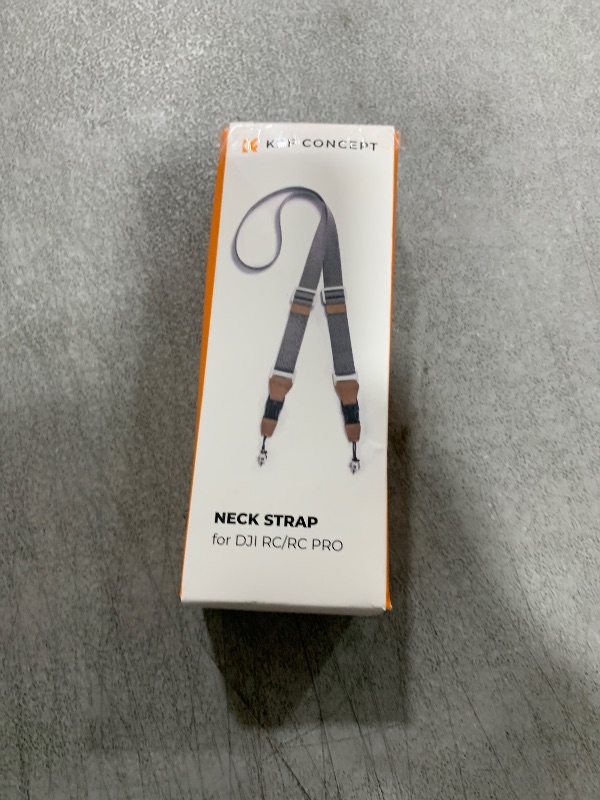 K&F CONCEPT
NECK STRAP
for DJI RC/RC PRO